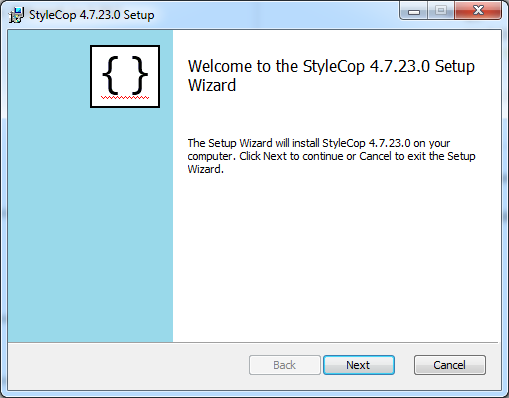 StyleCop 4.7.23.0 Setup
{ }
Welcome to the StyleCop 4.7.23.0 Setup
Wizard
The Setup Wizard will install StyleCop 4.7.23.0 on your
computer. Click Next to continue or Cancel to exit the Setup
Wizard.
Back
Next
Cancel